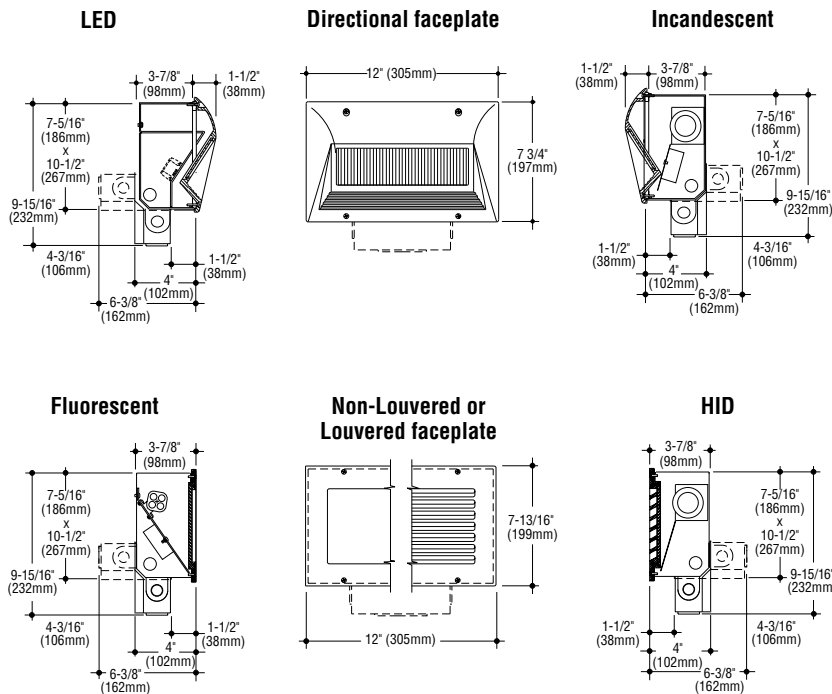 LED
3-7/8"
(98mm)
1-1/2"
(38mm)
7-5/16"
(186mm)
x
10-1/2"
(267mm)
9-15/16"
(232mm)
4-3/16"
(106mm)
1-1/2"
(38mm)
4"
(102mm)
6-3/8"
(162mm)
Directional faceplate
12" (305mm)
7 3/4"
(197mm)
Incandescent
1-1/2"
(38mm)
3-7/8"
(98mm)
7-5/16"
(186mm)
x
10-1/2"
(267mm)
9-15/16"
(232mm)
1-1/2"
(38mm)
4-3/16"
(106mm)
4"
(102mm)
6-3/8"
(162mm)
Fluorescent
3-7/8"
(98mm)
7-5/16"
(186mm)
x
10-1/2"
(267mm)
9-15/16"
(232mm)
4-3/16"
(106mm)
1-1/2"
(38mm)
4"
(102mm)
6-3/8"
(162mm)
Non-Louvered or
Louvered faceplate
7-13/16"
(199mm)
12" (305mm)
HID
3-7/8"
(98mm)
7-5/16"
(186mm)
x
10-1/2"
(267mm)
9-15/16"
(232mm)
1-1/2"
(38mm)
4-3/16"
(106mm)
4"
(102mm)
6-3/8"
(162mm)